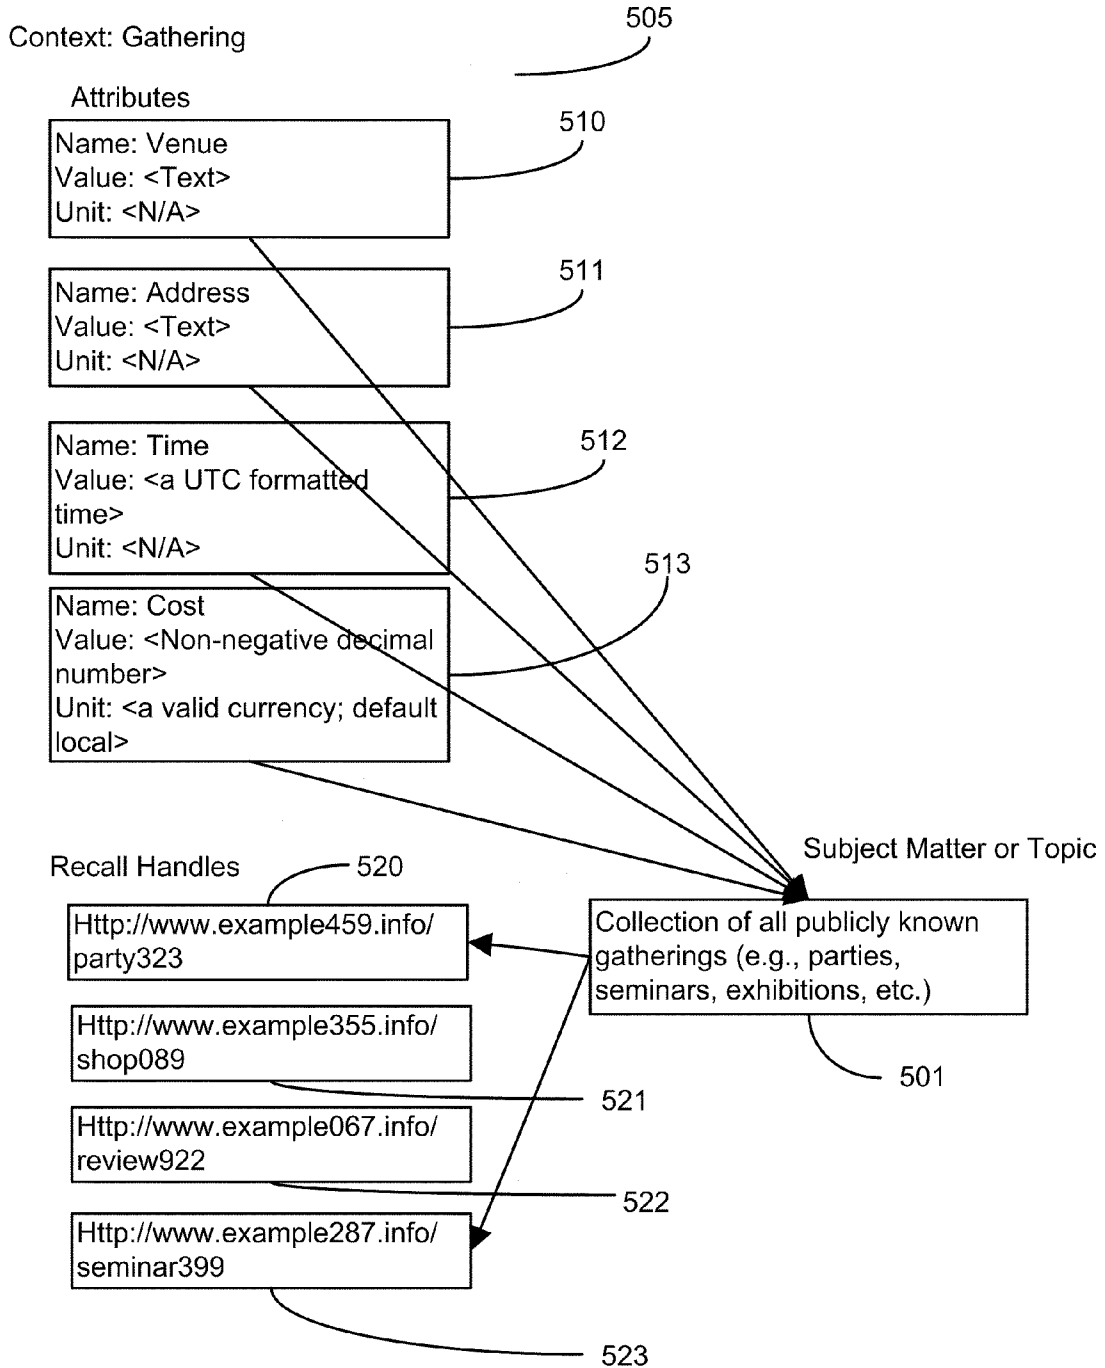 505
Context: Gathering
Attributes
510
Name: Venue
Value: <Text>
Unit: <N/A>
511
Name: Address
Value: <Text>
Unit: <N/A>
512
Name: Time
Value: <a UTC formatted
time>
Unit: <N/A>
513
Name: Cost
Value: <Non-negative decimal
number>
Unit: <a valid currency; default
local>
Subject Matter or Topic
Recall Handles
520
Http://www.example459.info/
party323
Collection of all publicly known
gatherings (e.g., parties,
seminars, exhibitions, etc.)
Http://www.example355.info/
shop089
501
521
Http://www.example067.info/
review922
522
Http://www.example287.info/
seminar399
523